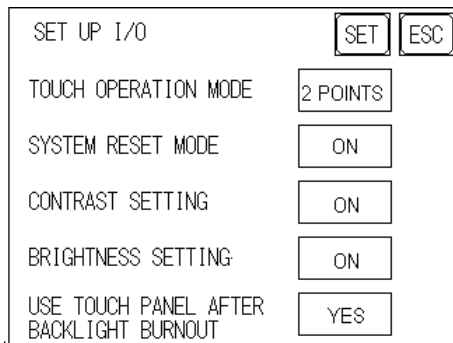 SET UP I/O SET ESC
TOUCH OPERATION MODE 2 POINTS
SYSTEM RESET MODE ON
CONTRAST SETTING ON
BRIGHTNESS SETTING ON
USE TOUCH PANEL AFTER YES
BACKLIGHT BURNOUT